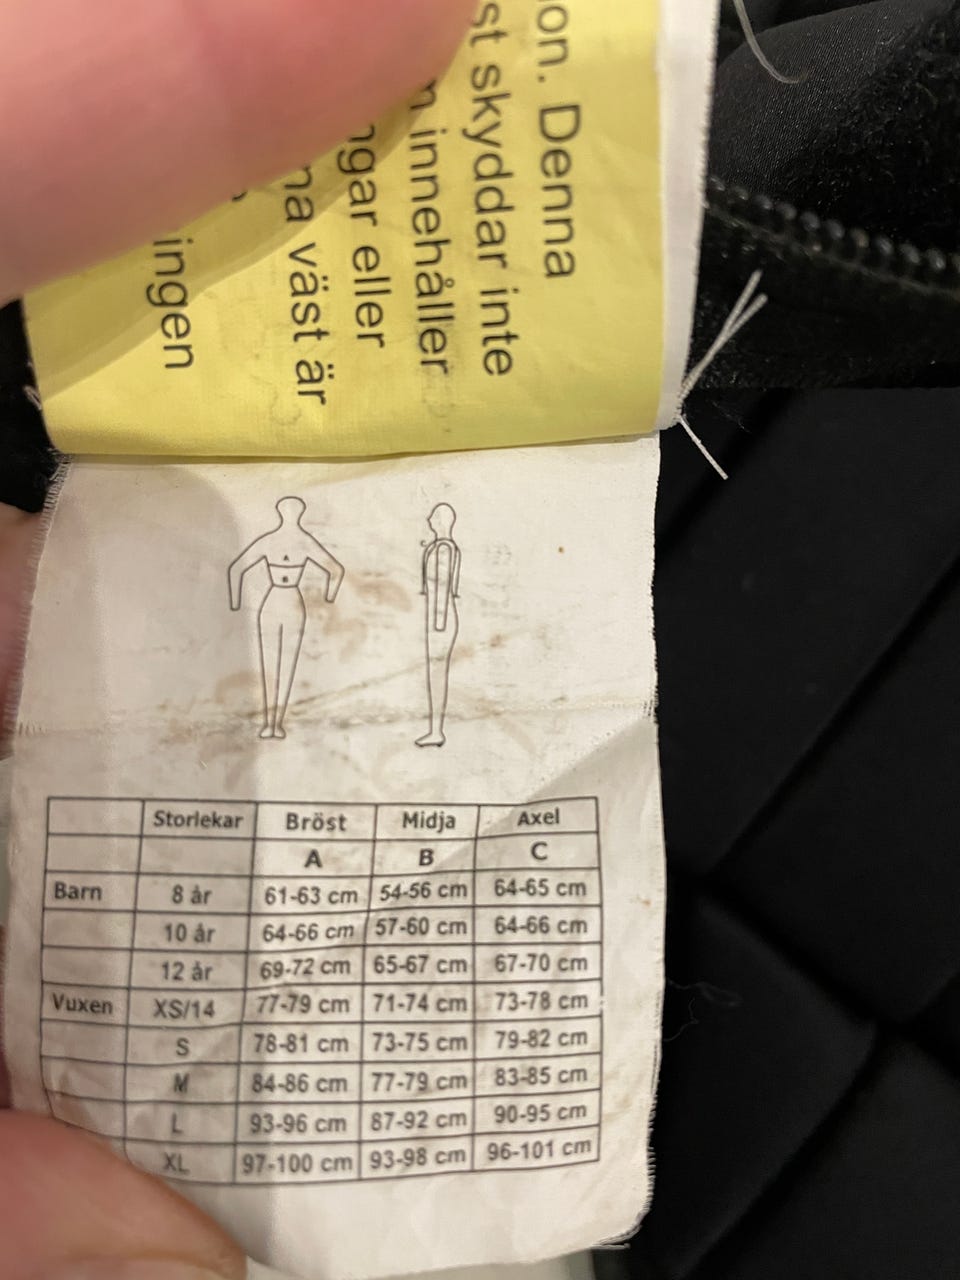 Denna
skyddar inte
innehåller
eller
väst är
ingen
A
B
C
Storlekar Bröst Midja Axel
A B C
Barn 8 år 61-63 cm 54-56 cm 64-65 cm
10 år 64-66 cm 57-60 cm 64-66 cm
12 år 69-72 cm 65-67 cm 67-70 cm
Vuxen XS/14 77-79 cm 71-74 cm 73-78 cm
S 78-81 cm 73-75 cm 79-82 cm
M 84-86 cm 77-79 cm 83-85 cm
L 93-96 cm 87-92 cm 90-95 cm
XL 97-100 cm 93-98 cm 96-101 cm